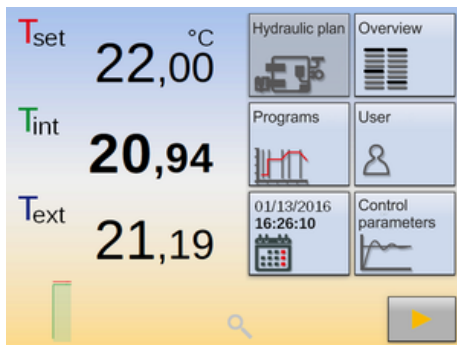 Tset
°C
22,00
Tint
20,94
Text
21,19
Hydraulic plan
Overview
Programs
User
01/13/2016
16:26:10
Control
parameters